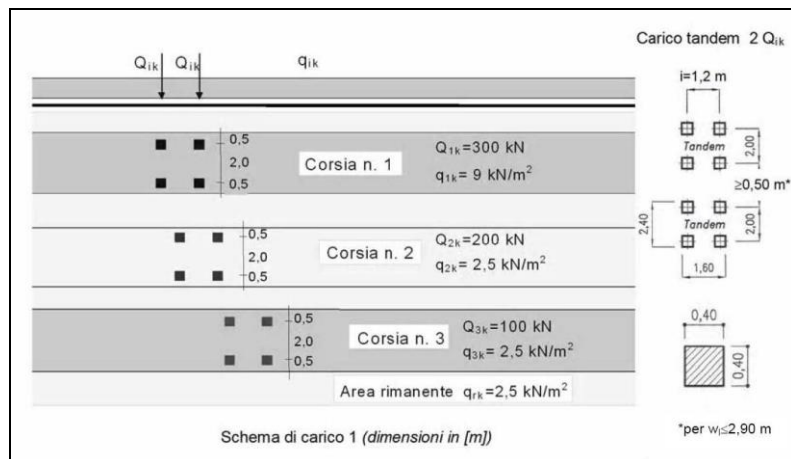 Carico tandem 2 Qik
Qik Qik qik
i=1,2 m
0,5
2,0
0,5
Corsia n. 1
Q1k=300 kN
q1k= 9 kN/m²
Tandem
2,00
≥0,50 m*
0,5
2,0
0,5
Corsia n. 2
Q2k=200 kN
q2k= 2,5 kN/m²
2,40
Tandem
2,00
1,60
0,5
2,0
0,5
Corsia n. 3
Q3k=100 kN
q3k= 2,5 kN/m²
0,40
0,40
Area rimanente qrk=2,5 kN/m²
Schema di carico 1 (dimensioni in [m])
*per wl≤2,90 m